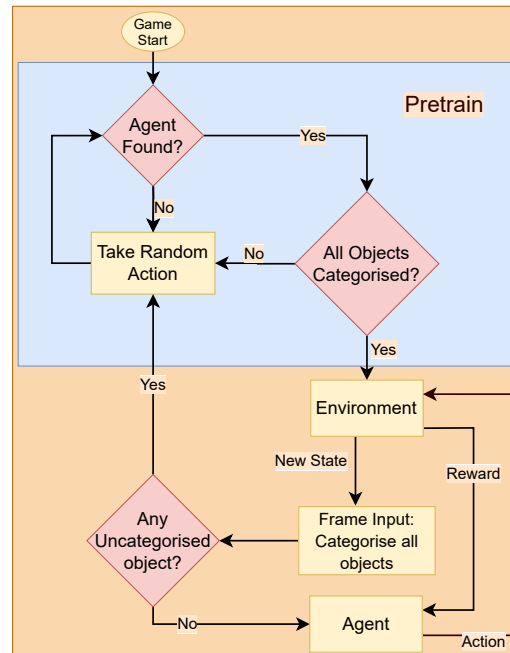 Game
Start
Pretrain
Agent
Found?
Yes
No
Take Random
Action
No
All Objects
Categorised?
Yes
Environment
Yes
New State
Reward
Any
Uncategorised
object?
Frame Input:
Categorise all
objects
No
Agent
Action